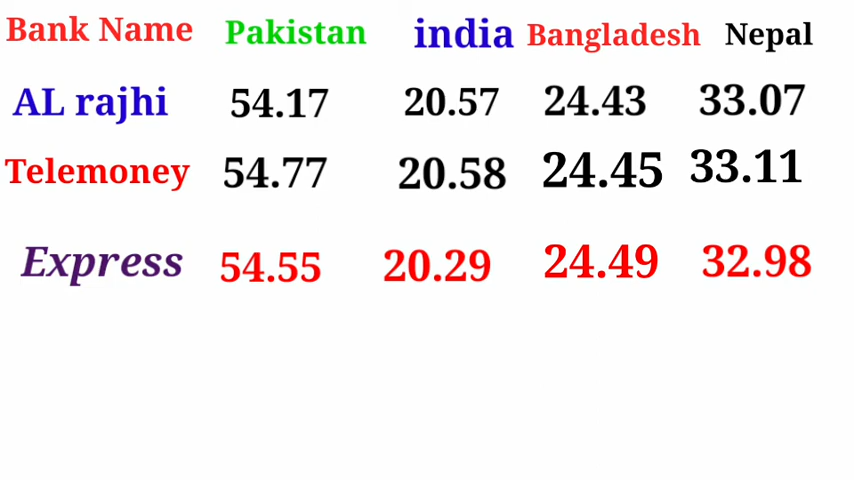 Bank Name Pakistan india Bangladesh Nepal
AL rajhi 54.17 20.57 24.43 33.07
Telemoney 54.77 20.58 24.45 33.11
Express 54.55 20.29 24.49 32.98